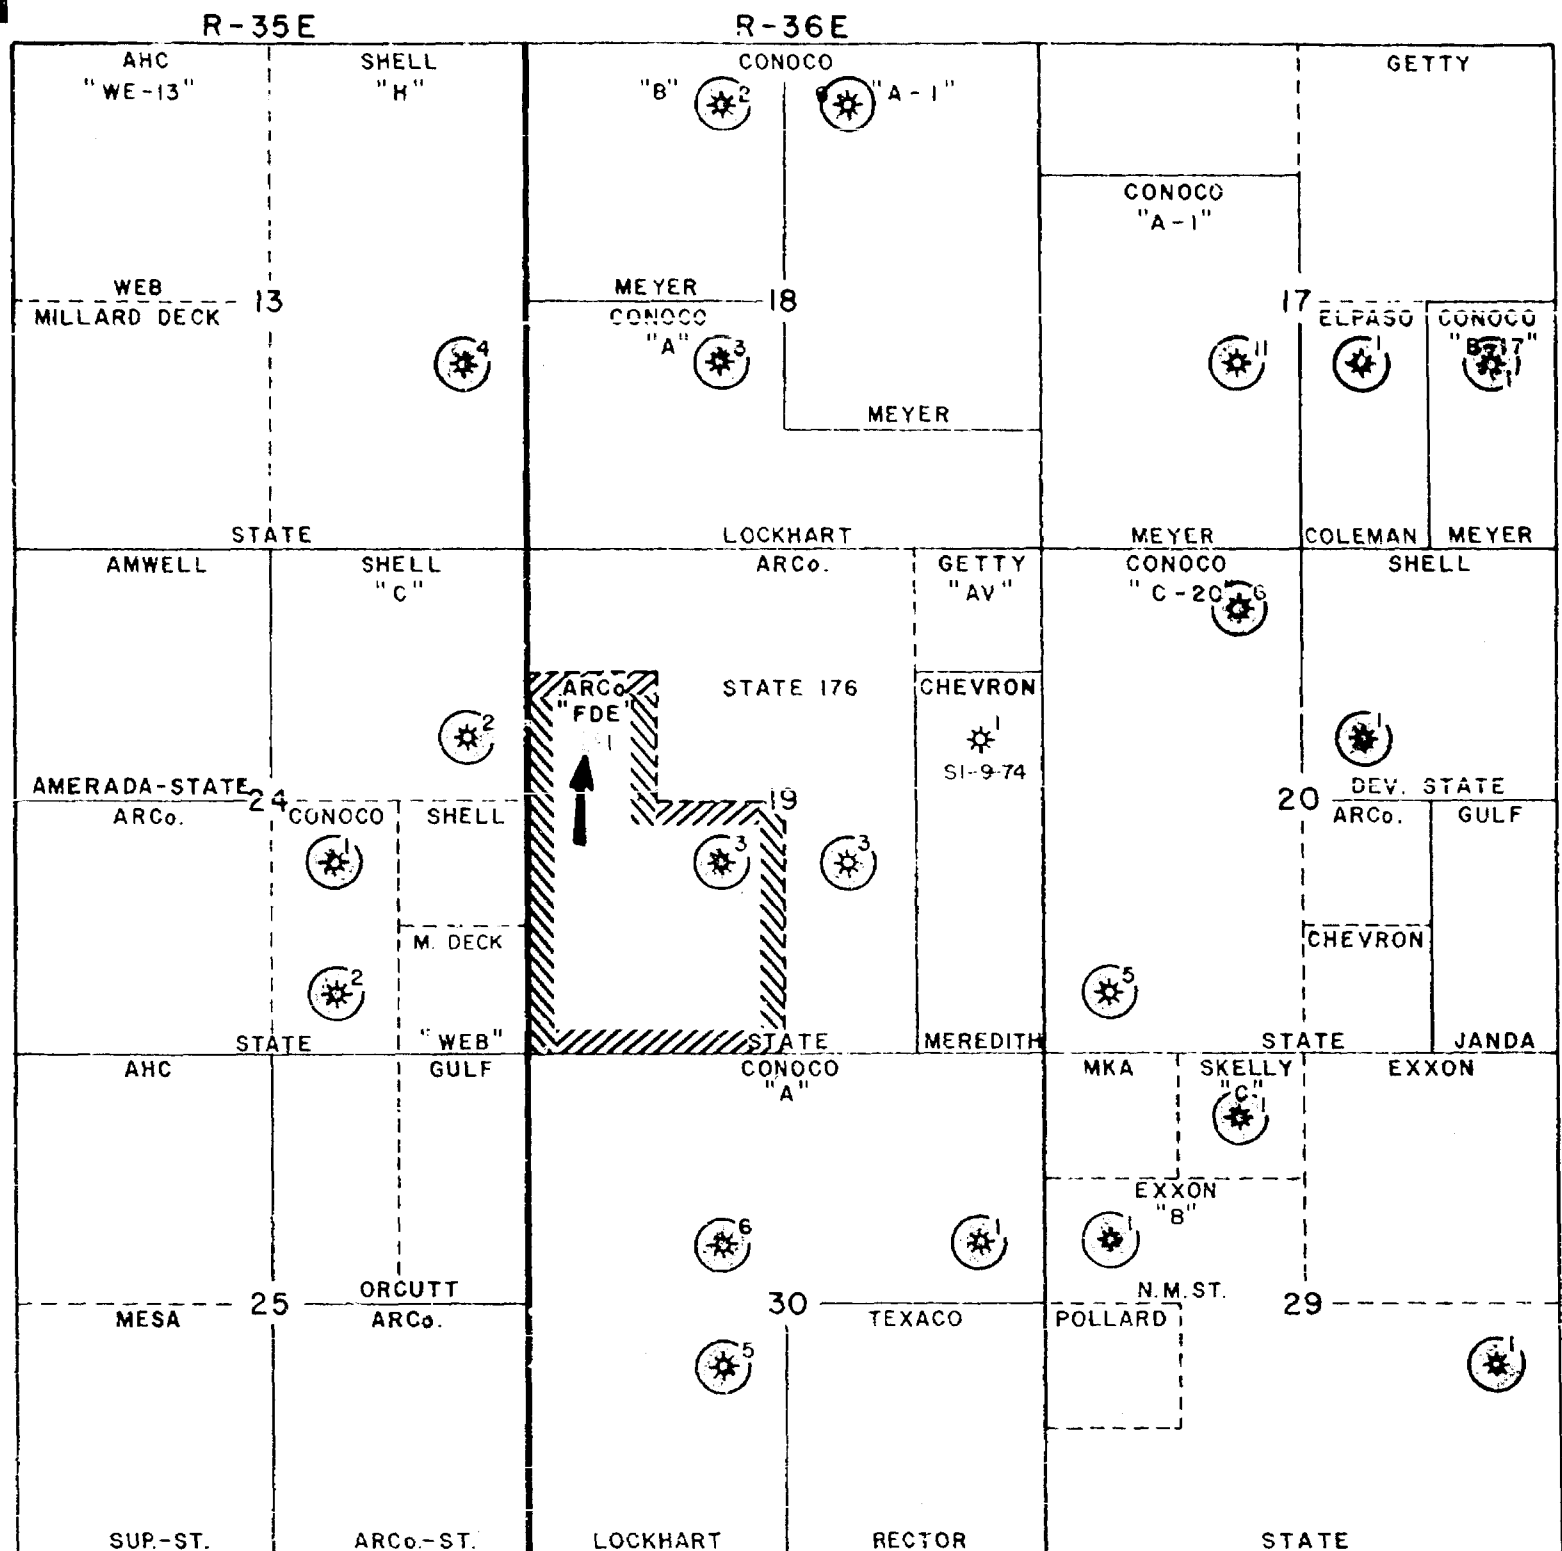 R-35E
R-36E
AHC
"WE-13"
SHELL
"H"
CONOCO
"B"
2
"A-1"
GETTY
CONOCO
"A-1"
WEB
13
MILLARD DECK
MEYER
18
CONOCO
"A"
3
4
MEYER
17
11
ELPASO
1
CONOCO
"B-17"
1
STATE
LOCKHART
MEYER
COLEMAN
MEYER
AMWELL
SHELL
"C"
ARCo.
GETTY
"AV"
CONOCO
"C-20"
6
SHELL
ARCo
"FDE"
1
STATE 176
CHEVRON
1
SI-9-74
2
1
AMERADA-STATE
24
19
20
DEV. STATE
ARCo.
CONOCO
SHELL
ARCo.
GULF
1
3
3
M. DECK
CHEVRON
2
5
STATE
"WEB"
STATE
MEREDITH
STATE
JANDA
AHC
GULF
CONOCO
"A"
MKA
SKELLY
"C"
1
EXXON
EXXON
"B"
6
1
1
ORCUTT
N.M.ST.
25
30
29
MESA
ARCo.
TEXACO
POLLARD
5
1
SUP.-ST.
ARCo.-ST.
LOCKHART
RECTOR
STATE